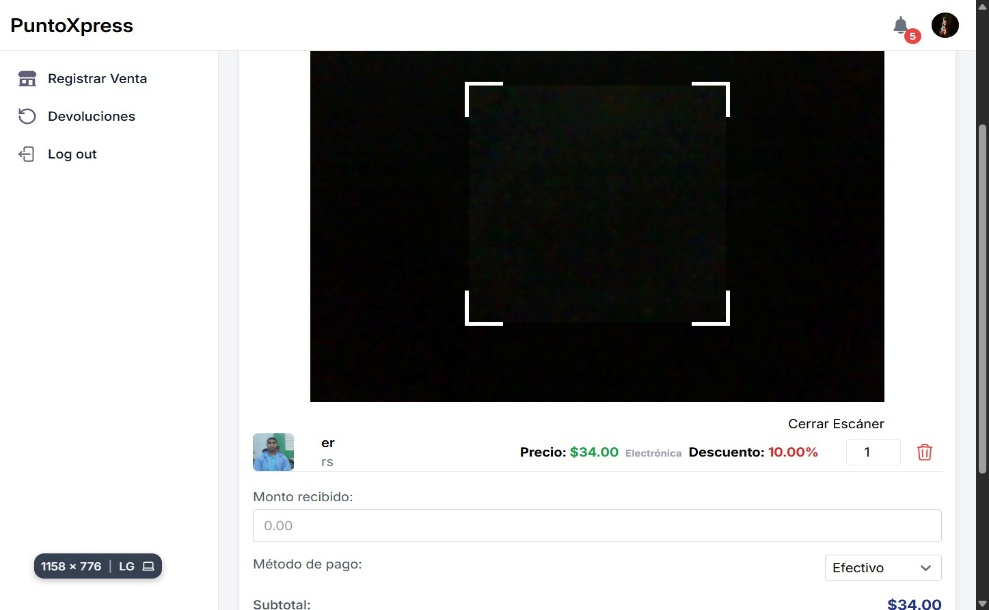 PuntoXpress
5
Registrar Venta
Devoluciones
Log out
Cerrar Escáner
er
rs
Precio: $34.00 Electrónica Descuento: 10.00% 1
Monto recibido:
0.00
Método de pago:
Efectivo
1158 × 776 | LG
Subtotal: $34.00